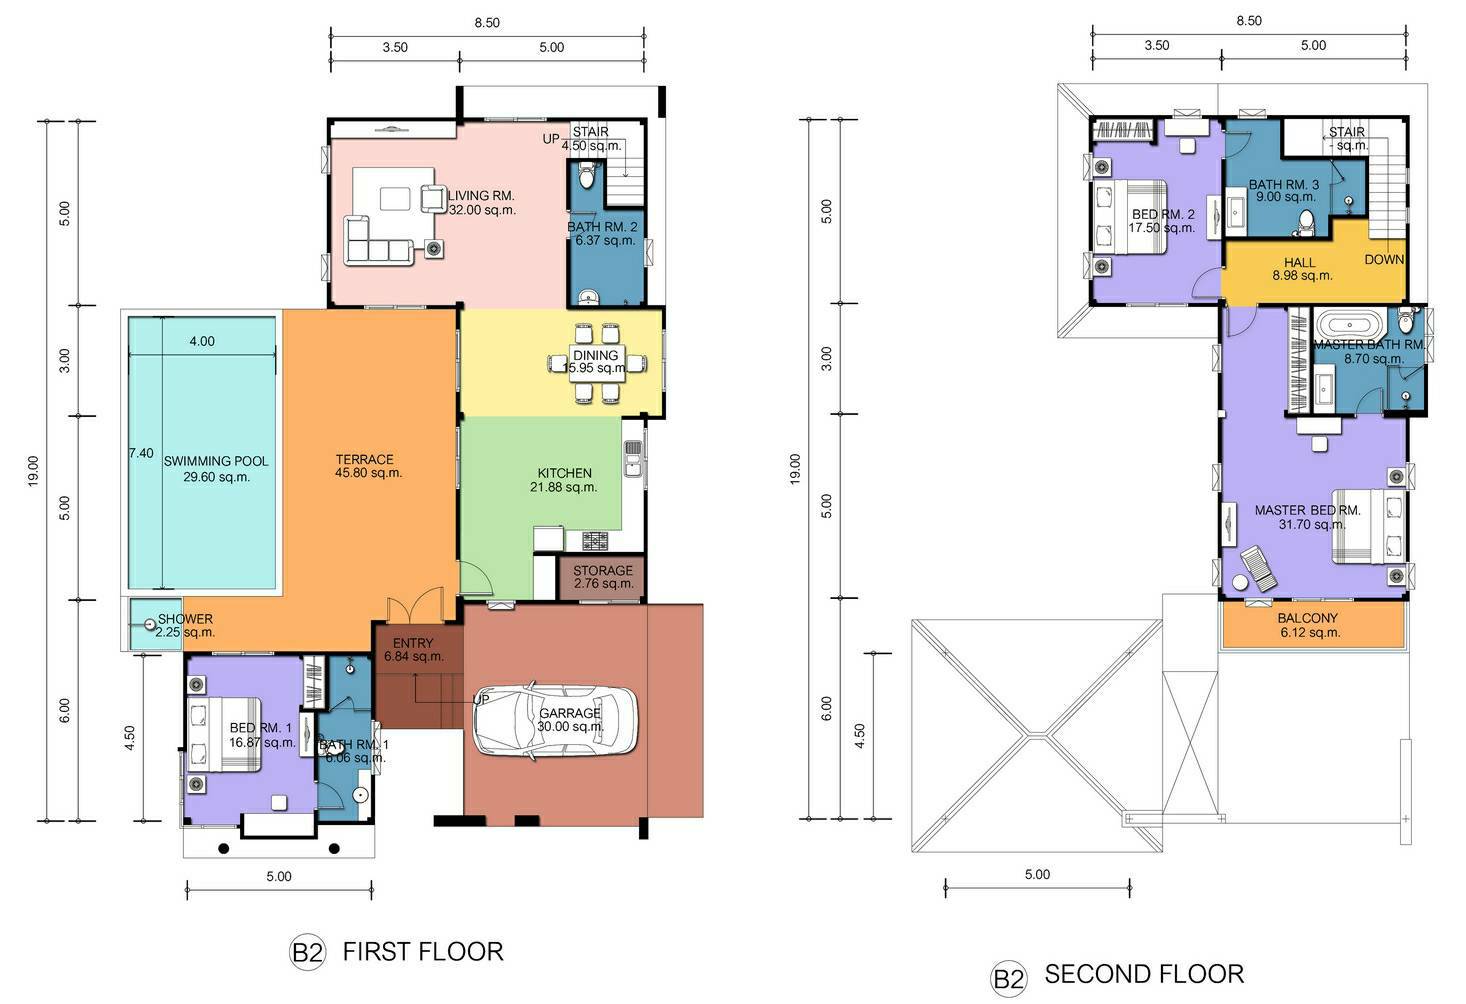 8.50
3.50
5.00
19.00
5.00
3.00
5.00
6.00
4.50
STAIR
UP
4.50 sq.m.
LIVING RM.
32.00 sq.m.
BATH RM. 2
6.37 sq.m.
4.00
DINING
15.95 sq.m.
7.40
SWIMMING POOL
29.60 sq.m.
TERRACE
45.80 sq.m.
KITCHEN
21.88 sq.m.
STORAGE
2.76 sq.m.
SHOWER
2.25 sq.m.
ENTRY
6.84 sq.m.
UP
GARRAGE
30.00 sq.m.
BED RM. 1
16.87 sq.m.
BATH RM. 1
6.06 sq.m.
5.00
B2 FIRST FLOOR
8.50
3.50
5.00
19.00
5.00
3.00
5.00
6.00
4.50
STAIR
- sq.m.
BED RM. 2
17.50 sq.m.
BATH RM. 3
9.00 sq.m.
HALL
8.98 sq.m.
DOWN
MASTER BATH RM.
8.70 sq.m.
MASTER BED RM.
31.70 sq.m.
BALCONY
6.12 sq.m.
5.00
B2 SECOND FLOOR